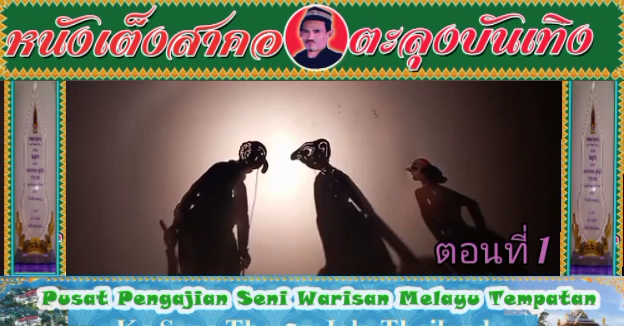 หนังเต็งสาคอ ตะลุงบันเทิง
ตอนที่ 1
Pusat Pengajian Seni Warisan Melayu Tempatan